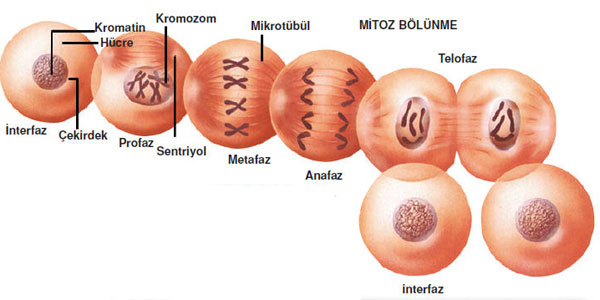 Kromatin
Hücre
Kromozom
Mikrotübül
MİTOZ BÖLÜNME
Telofaz
İnterfaz
Çekirdek
Profaz
Sentriyol
Metafaz
Anafaz
interfaz